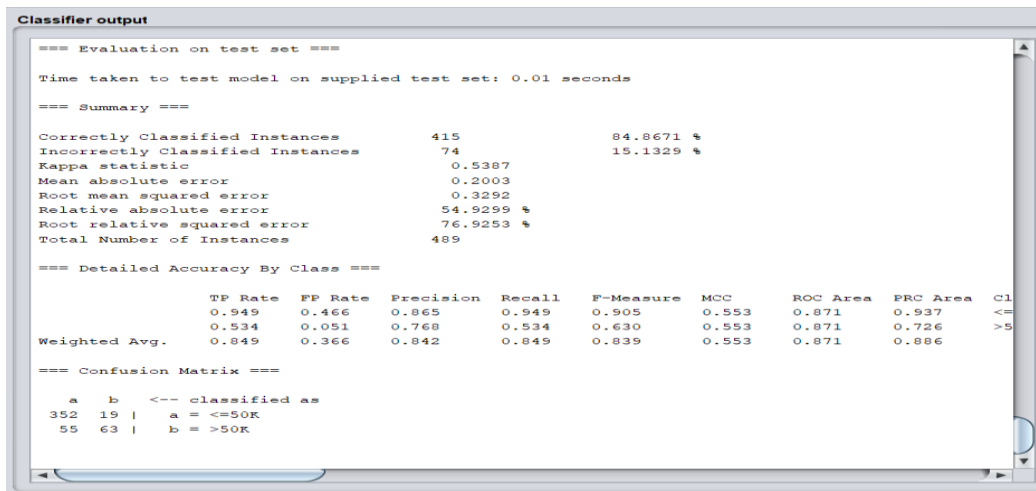 Classifier output
=== Evaluation on test set ===
Time taken to test model on supplied test set: 0.01 seconds
=== Summary ===
Correctly Classified Instances 415 84.8671 %
Incorrectly Classified Instances 74 15.1329 %
Kappa statistic 0.5387
Mean absolute error 0.2003
Root mean squared error 0.3292
Relative absolute error 54.9299 %
Root relative squared error 76.9253 %
Total Number of Instances 489
=== Detailed Accuracy By Class ===
TP Rate FP Rate Precision Recall F-Measure MCC ROC Area PRC Area Cl
0.949 0.466 0.865 0.949 0.905 0.553 0.871 0.937 <=
0.534 0.051 0.768 0.534 0.630 0.553 0.871 0.726 >5
Weighted Avg. 0.849 0.366 0.842 0.849 0.839 0.553 0.871 0.886
=== Confusion Matrix ===
a b <-- classified as
352 19 | a = <=50K
55 63 | b = >50K